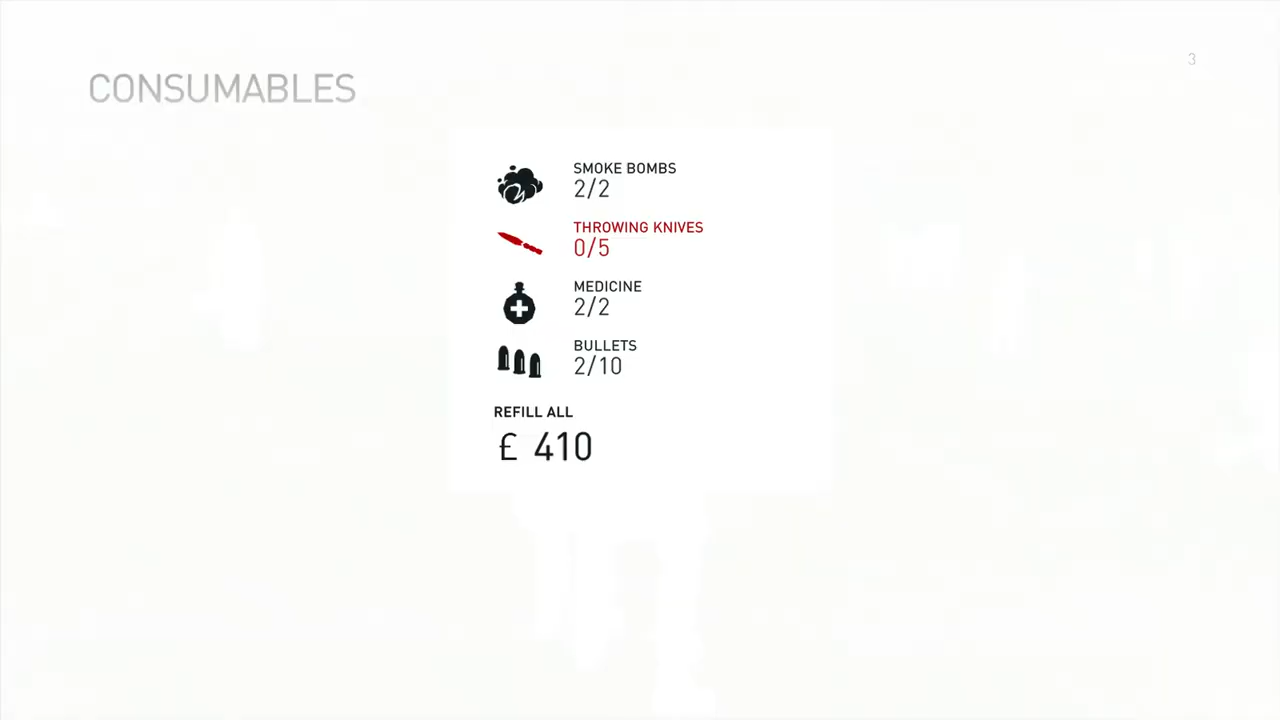 3
CONSUMABLES
SMOKE BOMBS
2/2
THROWING KNIVES
0/5
MEDICINE
2/2
BULLETS
2/10
REFILL ALL
£ 410